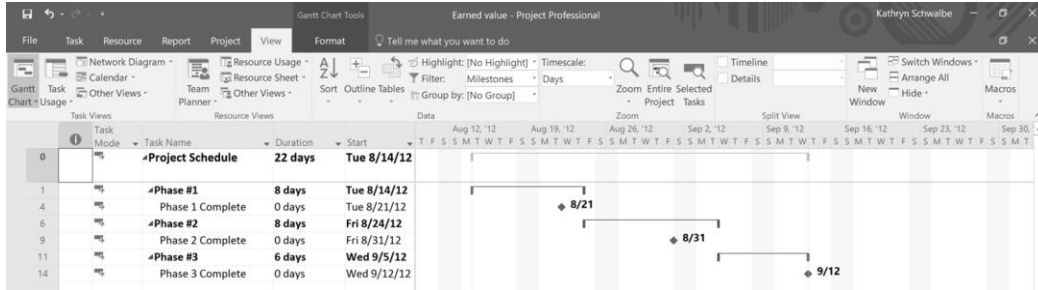 Gantt Chart Tools Earned value - Project Professional Kathryn Schwalbe
File Task Resource Report Project View Format Tell me what you want to do
Network Diagram Resource Usage Highlight: [No Highlight] Timescale: Timeline Switch Windows
Calendar Resource Sheet Filter: Milestones Days Details Arrange All
Other Views Other Views Group by: [No Group] Hide
Gantt Chart Task Usage Team Planner Sort Outline Tables Zoom Entire Project Selected Tasks New Window Macros
Task Views Resource Views Data Zoom Split View Window Macros
Task Mode Task Name Duration Start Aug 12, '12 Aug 19, '12 Aug 26, '12 Sep 2, '12 Sep 9, '12 Sep 16, '12 Sep 23, '12 Sep 30,
T F S S M T W T F S S M T W T F S S M T W T F S S M T W T F S S M T W T F S S M T W T F S S M T W T F S S M T
0 Project Schedule 22 days Tue 8/14/12
1 Phase #1 8 days Tue 8/14/12
4 Phase 1 Complete 0 days Tue 8/21/12 8/21
6 Phase #2 8 days Fri 8/24/12
9 Phase 2 Complete 0 days Fri 8/31/12 8/31
11 Phase #3 6 days Wed 9/5/12
14 Phase 3 Complete 0 days Wed 9/12/12 9/12